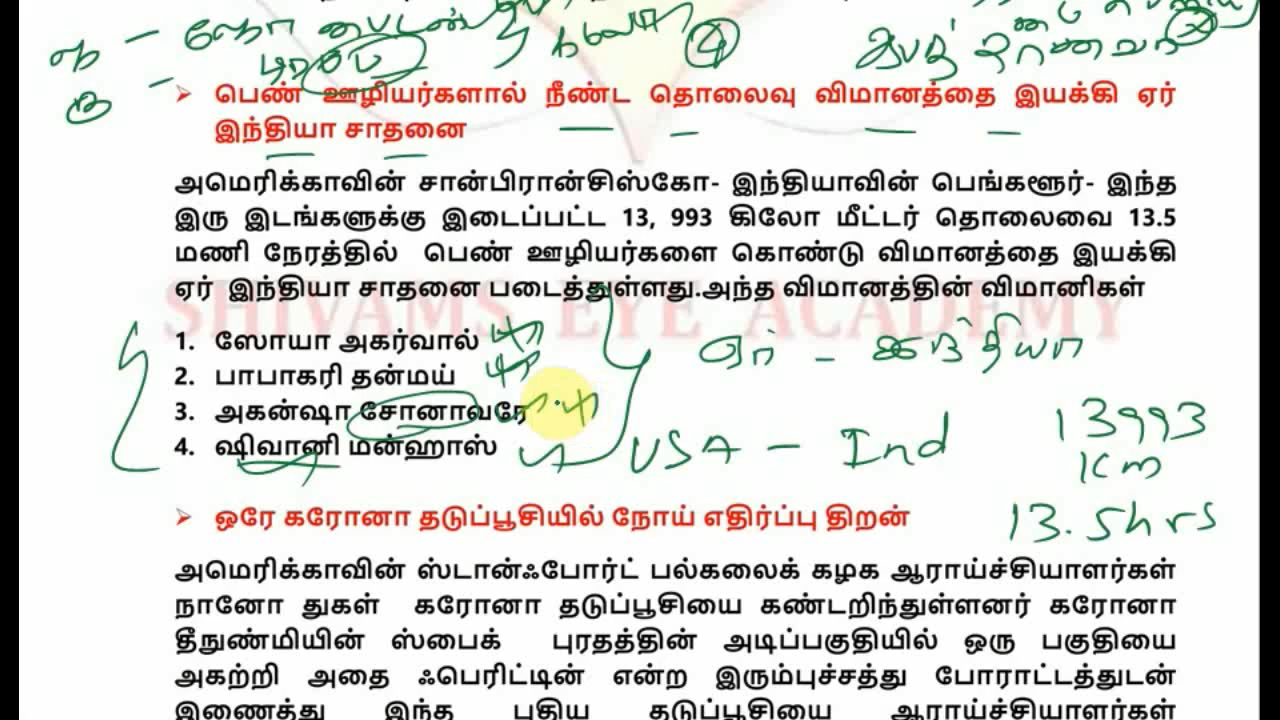 ➢ பெண் ஊழியர்களால் நீண்ட தொலைவு விமானத்தை இயக்கி ஏர்
இந்தியா சாதனை
அமெரிக்காவின் சான்பிரான்சிஸ்கோ- இந்தியாவின் பெங்களூர்- இந்த
இரு இடங்களுக்கு இடைப்பட்ட 13, 993 கிலோ மீட்டர் தொலைவை 13.5
மணி நேரத்தில் பெண் ஊழியர்களை கொண்டு விமானத்தை இயக்கி
ஏர் இந்தியா சாதனை படைத்துள்ளது.அந்த விமானத்தின் விமானிகள்
SHIVAMS EYE ACADEMY
1. ஸோயா அகர்வால்
ஏர் - இந்தியா
2. பாபாகரி தன்மய்
3. அகன்ஷா சோனாவரே
13993
4. ஷிவானி மன்ஹாஸ்
USA - Ind
Km
➢ ஒரே கரோனா தடுப்பூசியில் நோய் எதிர்ப்பு திறன்
13.5hrs
அமெரிக்காவின் ஸ்டான்ஃபோர்ட் பல்கலைக் கழக ஆராய்ச்சியாளர்கள்
நானோ துகள் கரோனா தடுப்பூசியை கண்டறிந்துள்ளனர் கரோனா
தீநுண்மியின் ஸ்பைக் புரதத்தின் அடிப்பகுதியில் ஒரு பகுதியை
அகற்றி அதை ஃபெரிட்டின் என்ற இரும்புச்சத்து போராட்டத்துடன்
இணைத்து இந்த புதிய தடுப்பூசியை ஆராய்ச்சியாளர்கள்